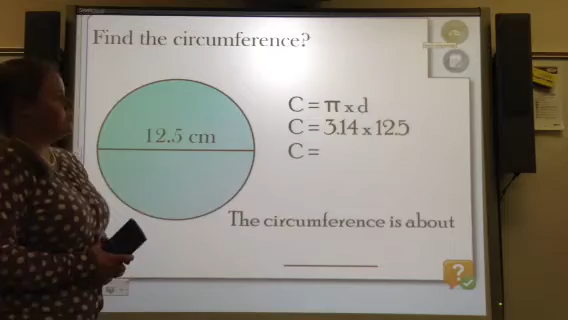 Find the circumference?
12.5 cm
C = π x d
C = 3.14 x 12.5
C =
The circumference is about
?